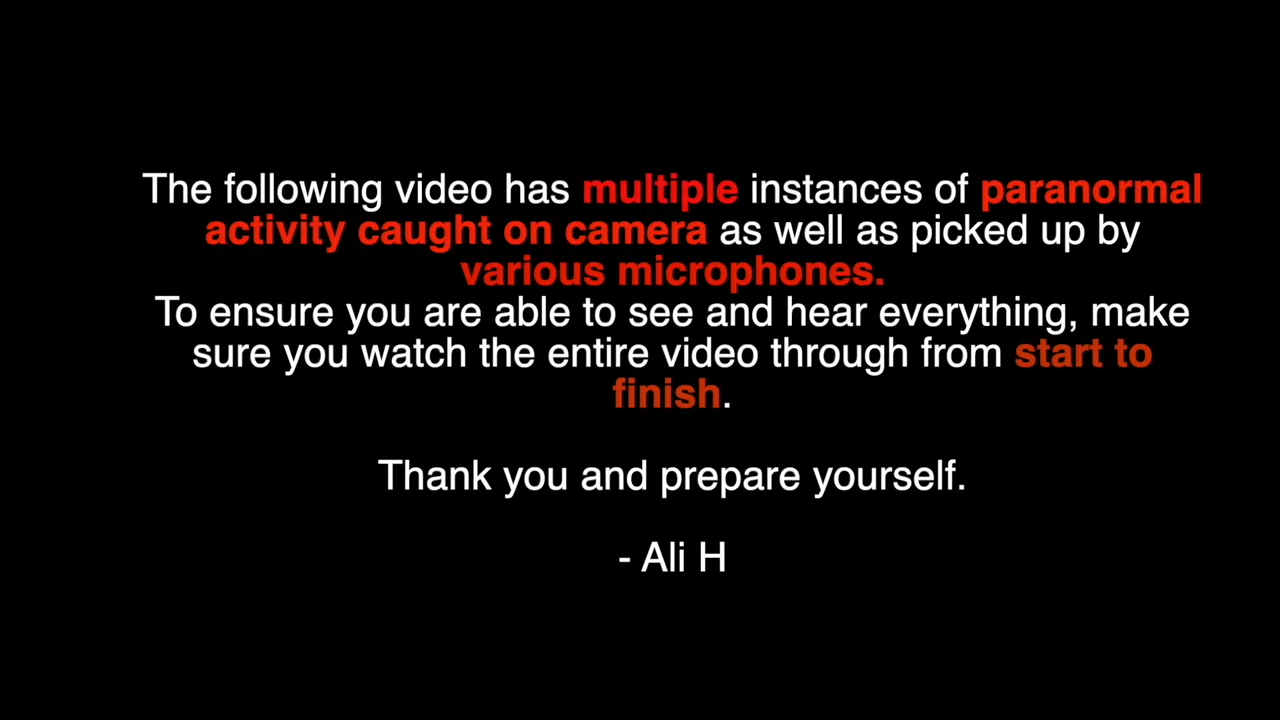 The following video has multiple instances of paranormal
activity caught on camera as well as picked up by
various microphones.
To ensure you are able to see and hear everything, make
sure you watch the entire video through from start to
finish.
Thank you and prepare yourself.
- Ali H